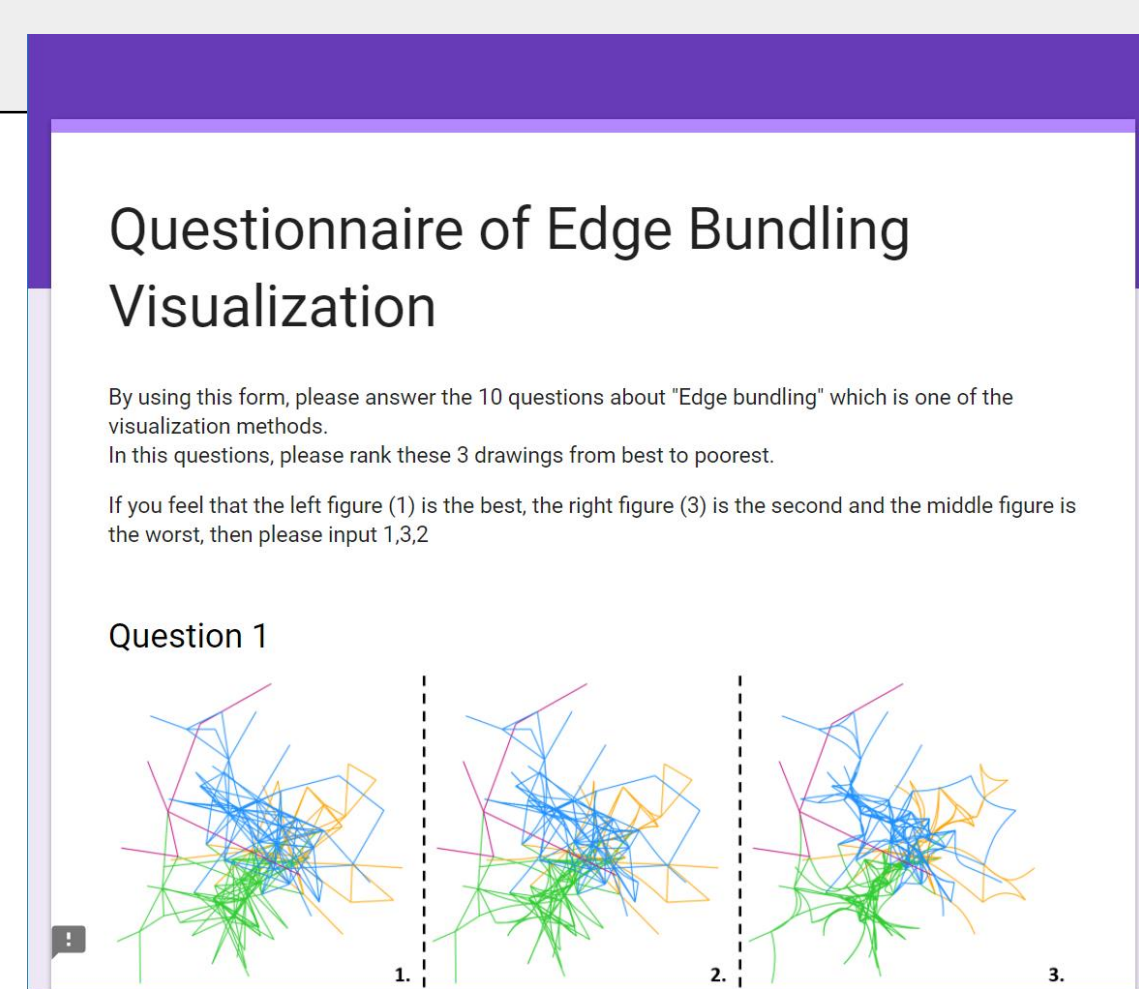 Questionnaire of Edge Bundling
Visualization
By using this form, please answer the 10 questions about "Edge bundling" which is one of the
visualization methods.
In this questions, please rank these 3 drawings from best to poorest.
If you feel that the left figure (1) is the best, the right figure (3) is the second and the middle figure is
the worst, then please input 1,3,2
Question 1
1. 2. 3.